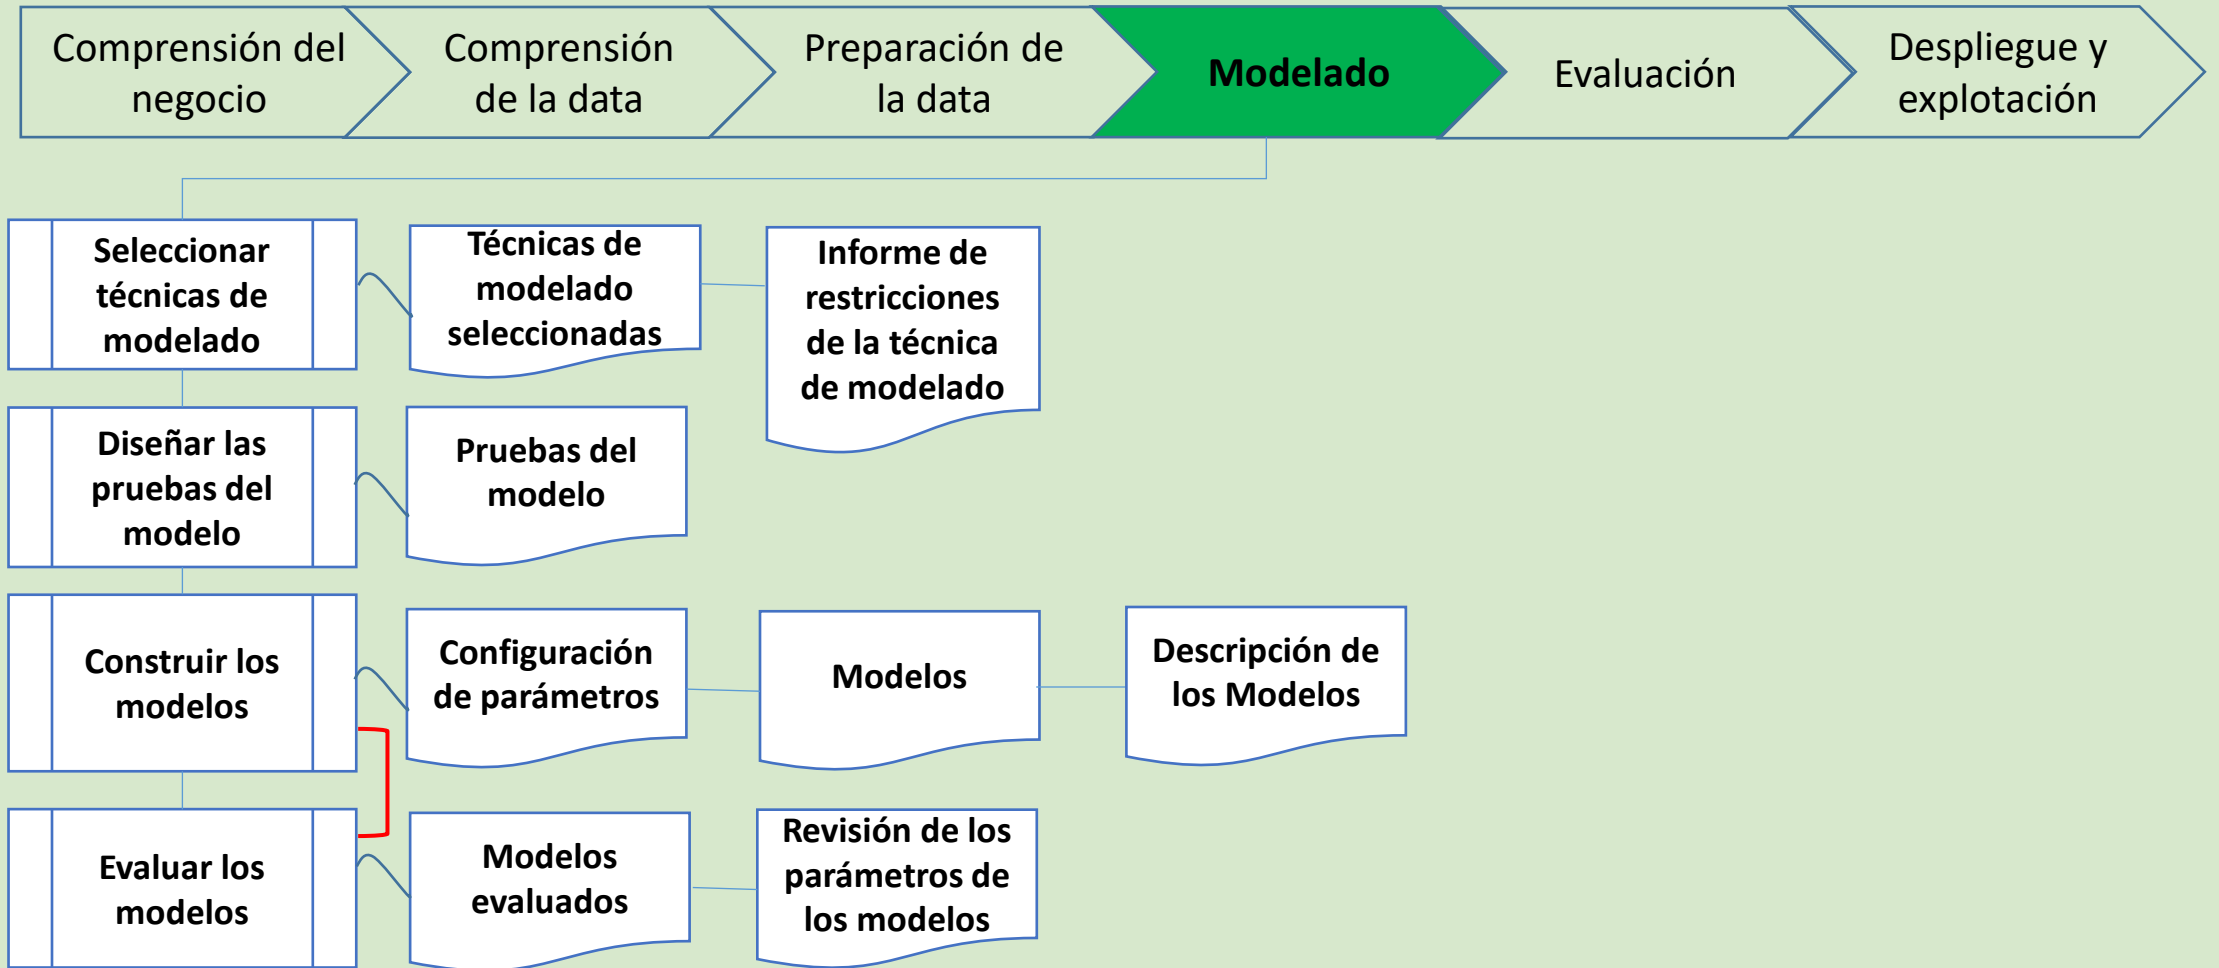 Comprensión del
negocio
Comprensión
de la data
Preparación de
la data
Modelado
Evaluación
Despliegue y
explotación
Seleccionar
técnicas de
modelado
Técnicas de
modelado
seleccionadas
Informe de
restricciones
de la técnica
de modelado
Diseñar las
pruebas del
modelo
Pruebas del
modelo
Construir los
modelos
Configuración
de parámetros
Modelos
Descripción de
los Modelos
Evaluar los
modelos
Modelos
evaluados
Revisión de los
parámetros de
los modelos